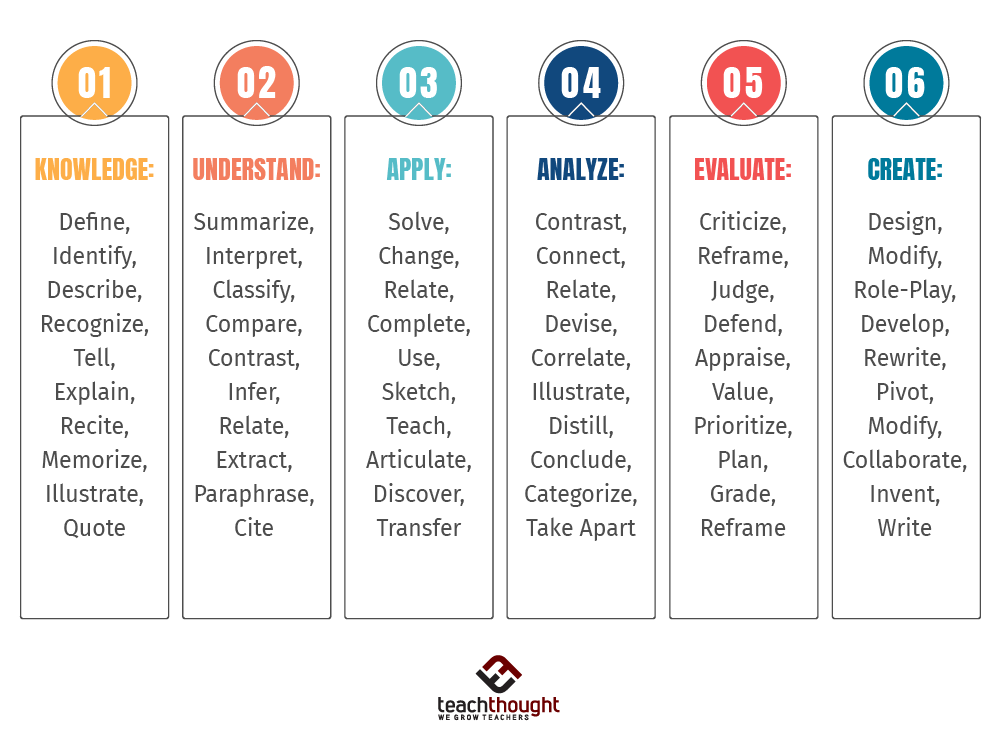 01
KNOWLEDGE:
Define,
Identify,
Describe,
Recognize,
Tell,
Explain,
Recite,
Memorize,
Illustrate,
Quote
02
UNDERSTAND:
Summarize,
Interpret,
Classify,
Compare,
Contrast,
Infer,
Relate,
Extract,
Paraphrase,
Cite
03
APPLY:
Solve,
Change,
Relate,
Complete,
Use,
Sketch,
Teach,
Articulate,
Discover,
Transfer
04
ANALYZE:
Contrast,
Connect,
Relate,
Devise,
Correlate,
Illustrate,
Distill,
Conclude,
Categorize,
Take Apart
05
EVALUATE:
Criticize,
Reframe,
Judge,
Defend,
Appraise,
Value,
Prioritize,
Plan,
Grade,
Reframe
06
CREATE:
Design,
Modify,
Role-Play,
Develop,
Rewrite,
Pivot,
Modify,
Collaborate,
Invent,
Write
teachthought
WE GROW TEACHERS